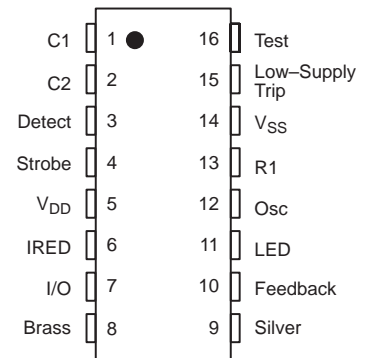 C1 1 16 Test
C2 2 15 Low–Supply Trip
Detect 3 14 VSS
Strobe 4 13 R1
VDD 5 12 Osc
IRED 6 11 LED
I/O 7 10 Feedback
Brass 8 9 Silver